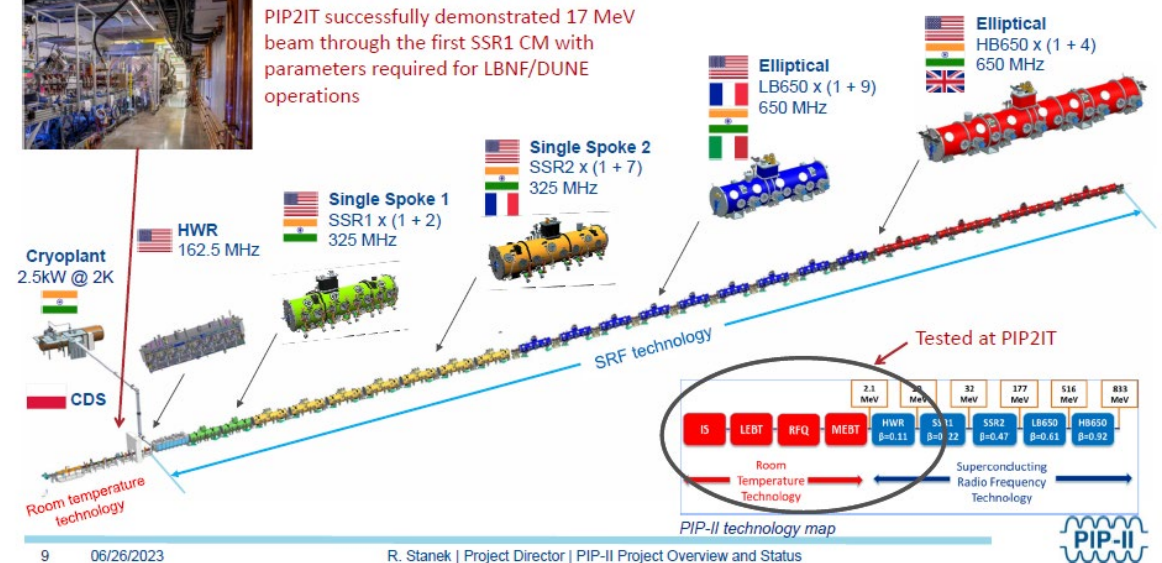 PIP2IT successfully demonstrated 17 MeV
beam through the first SSR1 CM with
parameters required for LBNF/DUNE
operations
Elliptical
HB650 x (1 + 4)
650 MHz
Elliptical
LB650 x (1 + 9)
650 MHz
Single Spoke 2
SSR2 x (1 + 7)
325 MHz
Single Spoke 1
SSR1 x (1 + 2)
325 MHz
HWR
162.5 MHz
Cryoplant
2.5kW @ 2K
CDS
Room temperature
technology
SRF technology
Tested at PIP2IT
2.1
MeV
MeV
32
MeV
177
MeV
516
MeV
833
MeV
IS
LEBT
RFQ
MEBT
HWR
β=0.11
SSR1
SSR2
β=0.47
LB650
β=0.61
HB650
β=0.92
Room
Temperature
Technology
Superconducting
Radio Frequency
Technology
PIP-II technology map
PIP-II
9 06/26/2023 R. Stanek | Project Director | PIP-II Project Overview and Status